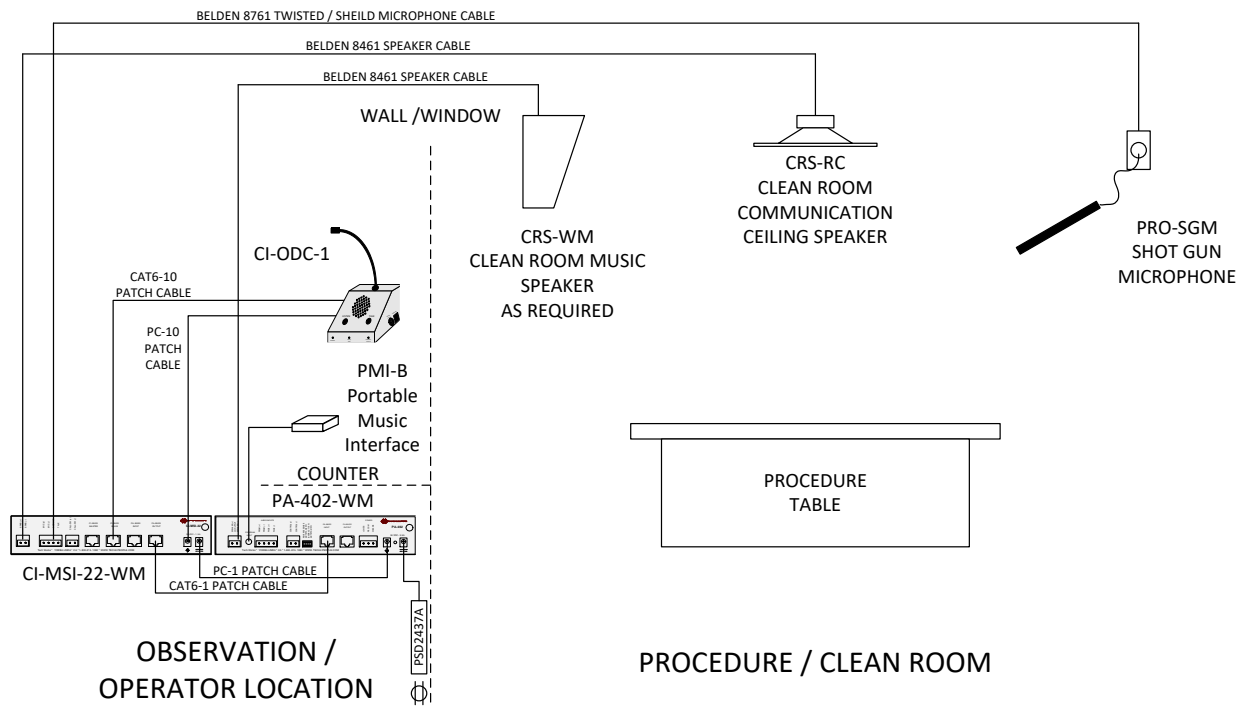 BELDEN 8761 TWISTED / SHEILD MICROPHONE CABLE
BELDEN 8461 SPEAKER CABLE
BELDEN 8461 SPEAKER CABLE
WALL /WINDOW
CRS-RC
CLEAN ROOM
COMMUNICATION
CEILING SPEAKER
PRO-SGM
SHOT GUN
MICROPHONE
CRS-WM
CLEAN ROOM MUSIC
SPEAKER
AS REQUIRED
CI-ODC-1
CAT6-10
PATCH CABLE
PC-10
PATCH
CABLE
PMI-B
Portable
Music
Interface
COUNTER
PA-402-WM
PROCEDURE
TABLE
CI-MSI-22-WM
PC-1 PATCH CABLE
CAT6-1 PATCH CABLE
PSD2437A
OBSERVATION /
OPERATOR LOCATION
PROCEDURE / CLEAN ROOM